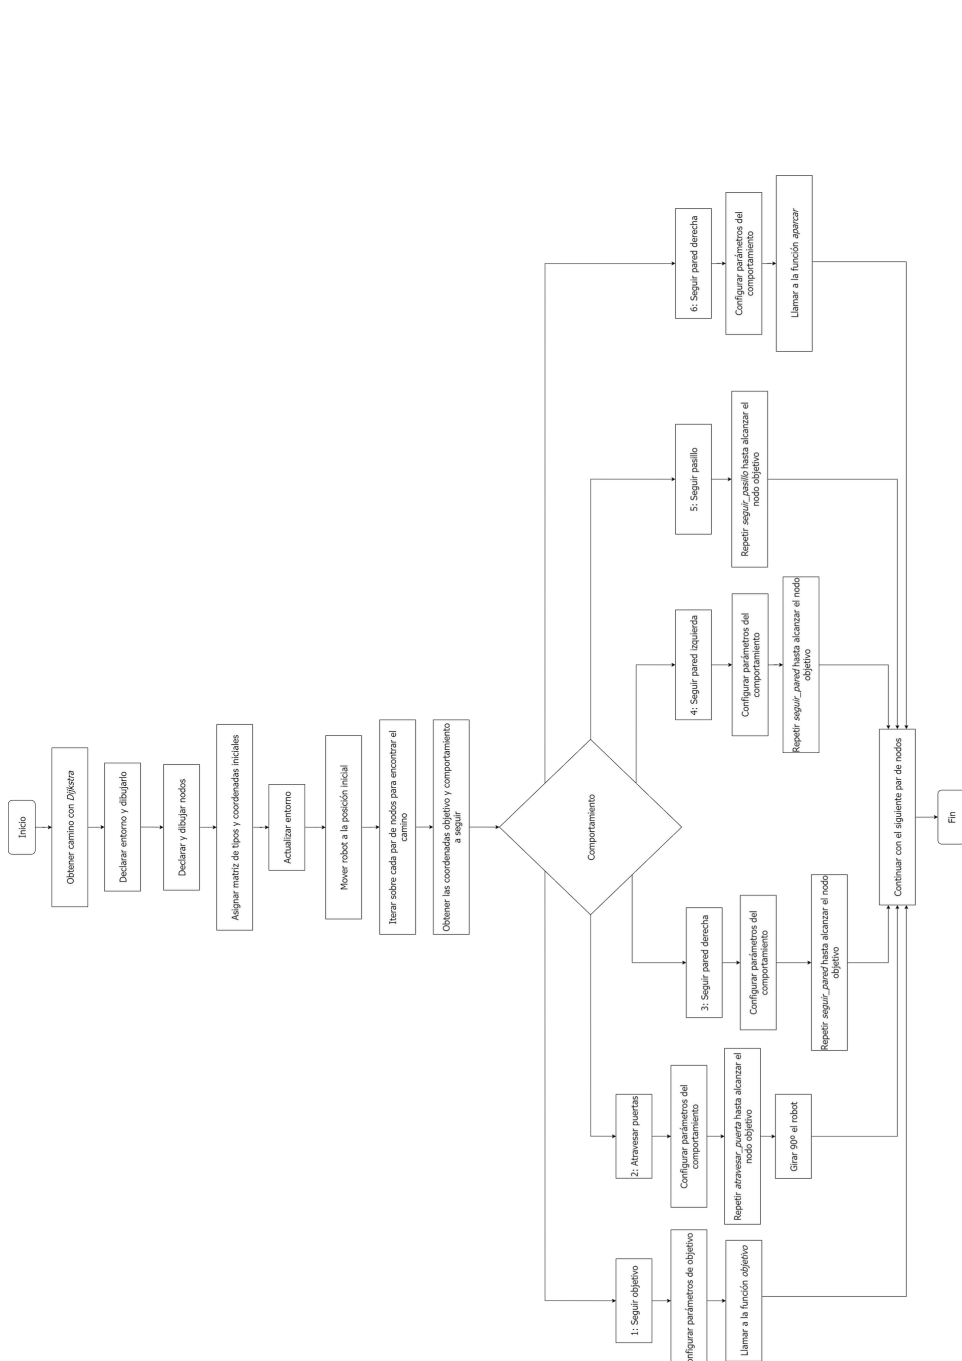 Inicio
Obtener camino con Dijkstra
Declarar entorno y dibujarlo
Declarar y dibujar nodos
Asignar matriz de tipos y coordenadas iniciales
Actualizar entorno
Mover robot a la posición inicial
Iterar sobre cada par de nodos para encontrar el
camino
Obtener las coordenadas objetivo y comportamiento
a seguir
Comportamiento
1: Seguir objetivo
nfigurar parámetros de objetivo
Llamar a la función objetivo
2: Atravesar puertas
Configurar parámetros del
comportamiento
Repetir atravesar_puerta hasta alcanzar el
nodo objetivo
Girar 90º el robot
3: Seguir pared derecha
Configurar parámetros del
comportamiento
Repetir seguir_pared hasta alcanzar el nodo
objetivo
4: Seguir pared izquierda
Configurar parámetros del
comportamiento
Repetir seguir_pared hasta alcanzar el nodo
objetivo
5: Seguir pasillo
Repetir seguir_pasillo hasta alcanzar el
nodo objetivo
6: Seguir pared derecha
Configurar parámetros del
comportamiento
Llamar a la función aparcar
Continuar con el siguiente par de nodos
Fin